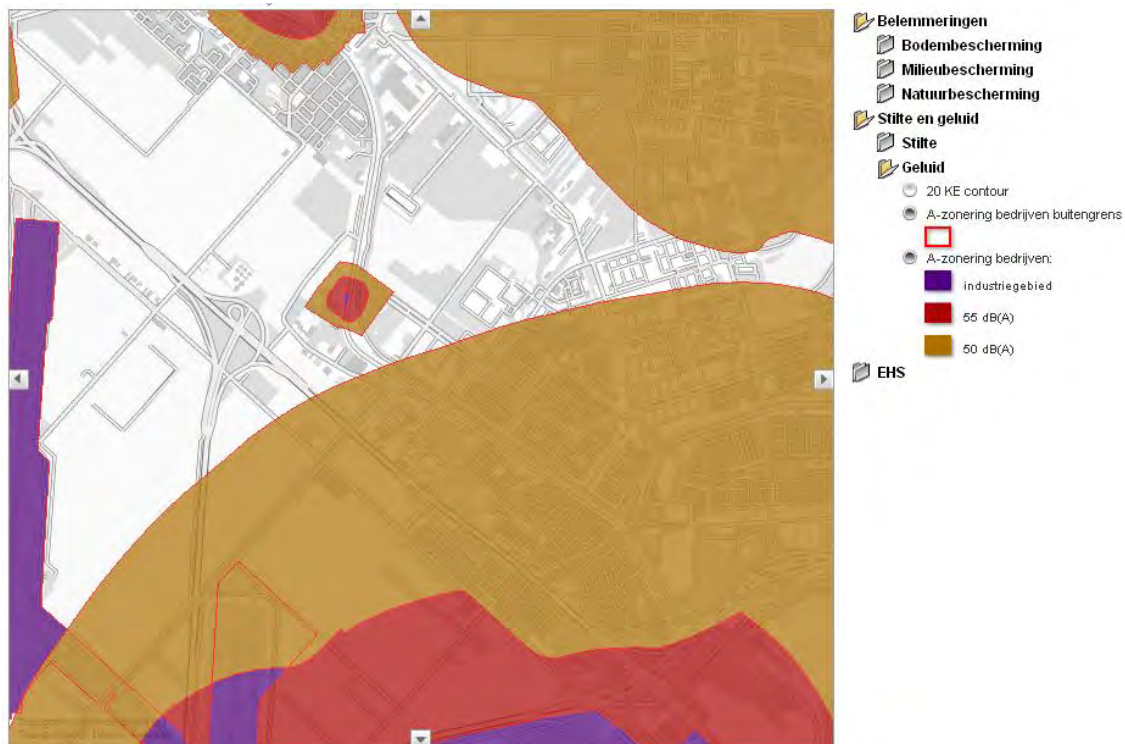 Belemmeringen
Bodembescherming
Milieubescherming
Natuurbescherming
Stilte en geluid
Stilte
Geluid
20 KE contour
A-zonering bedrijven buitengrens
A-zonering bedrijven:
industriegebied
55 dB(A)
50 dB(A)
EHS